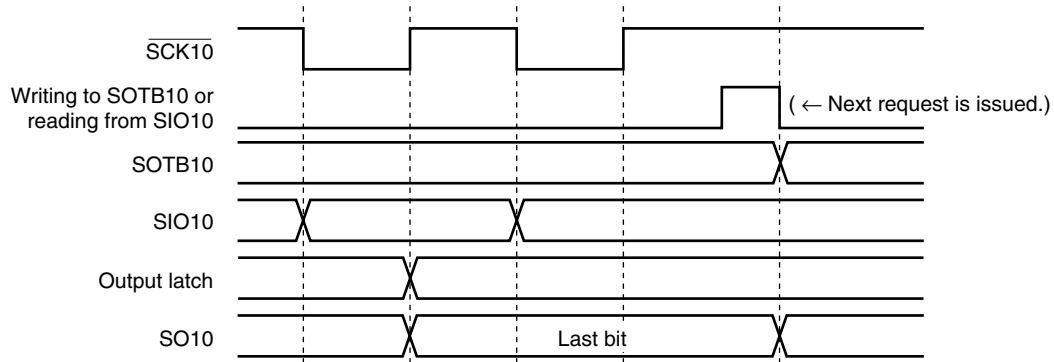 SCK10
Writing to SOTB10 or
reading from SIO10
( ← Next request is issued.)
SOTB10
SIO10
Output latch
SO10
Last bit